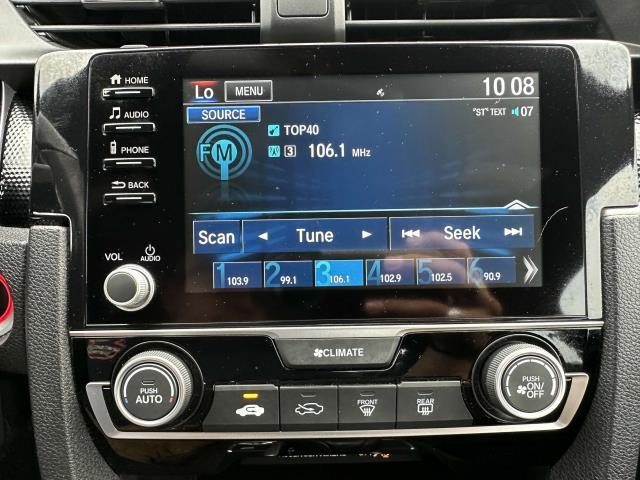 HOME
AUDIO
PHONE
BACK
VOL
AUDIO
Lo MENU 10 08
SOURCE "ST" TEXT 07
FM TOP40
3 106.1 MHz
Scan Tune Seek
1 103.9 2 99.1 3 106.1 4 102.9 5 102.5 6 90.9
CLIMATE
PUSH
AUTO
FRONT
REAR
PUSH
ON/
OFF